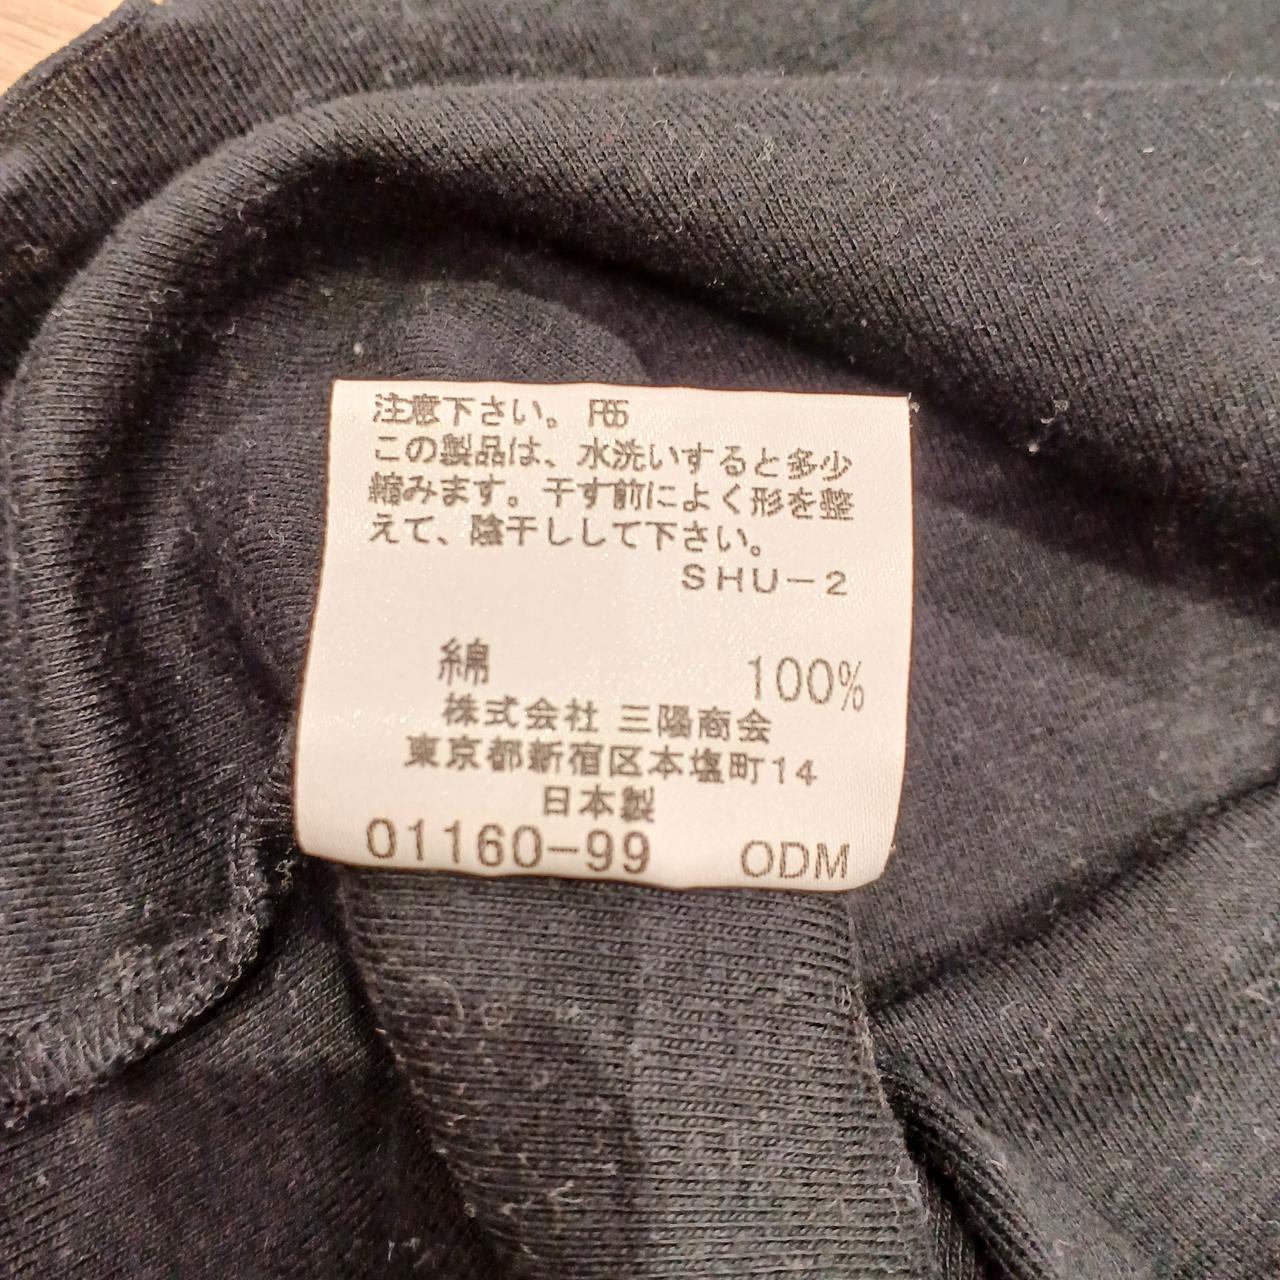 注意下さい。 F65
この製品は、水洗いすると多少
縮みます。干す前によく形を整
えて、陰干しして下さい。
SHU-2
綿 100%
株式会社 三陽商会
東京都新宿区本塩町14
日本製
01160-99 ODM